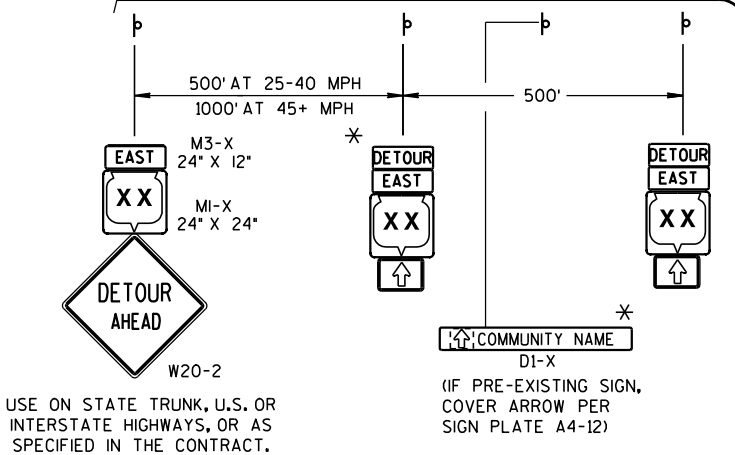 500' AT 25-40 MPH
1000' AT 45+ MPH
500'
EAST
M3-X
24" X 12"
XX
M1-X
24" X 24"
DETOUR
AHEAD
W20-2
USE ON STATE TRUNK, U.S. OR
INTERSTATE HIGHWAYS, OR AS
SPECIFIED IN THE CONTRACT.
*
DETOUR
EAST
XX
*
COMMUNITY NAME
D1-X
(IF PRE-EXISTING SIGN,
COVER ARROW PER
SIGN PLATE A4-12)
DETOUR
EAST
XX